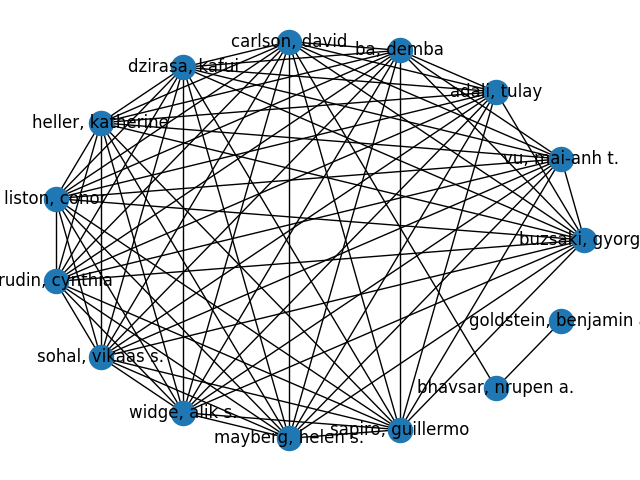 carlson, david
ba, demba
dzirasa, kafui
adali, tulay
heller, katherine
vu, mai-anh t.
liston, conor
buzsaki, gyorg
rudin, cynthia
goldstein, benjamin a
sohal, vikaas s.
bhavsar, nrupen a.
widge, alik s.
sapiro, guillermo
mayberg, helen s.